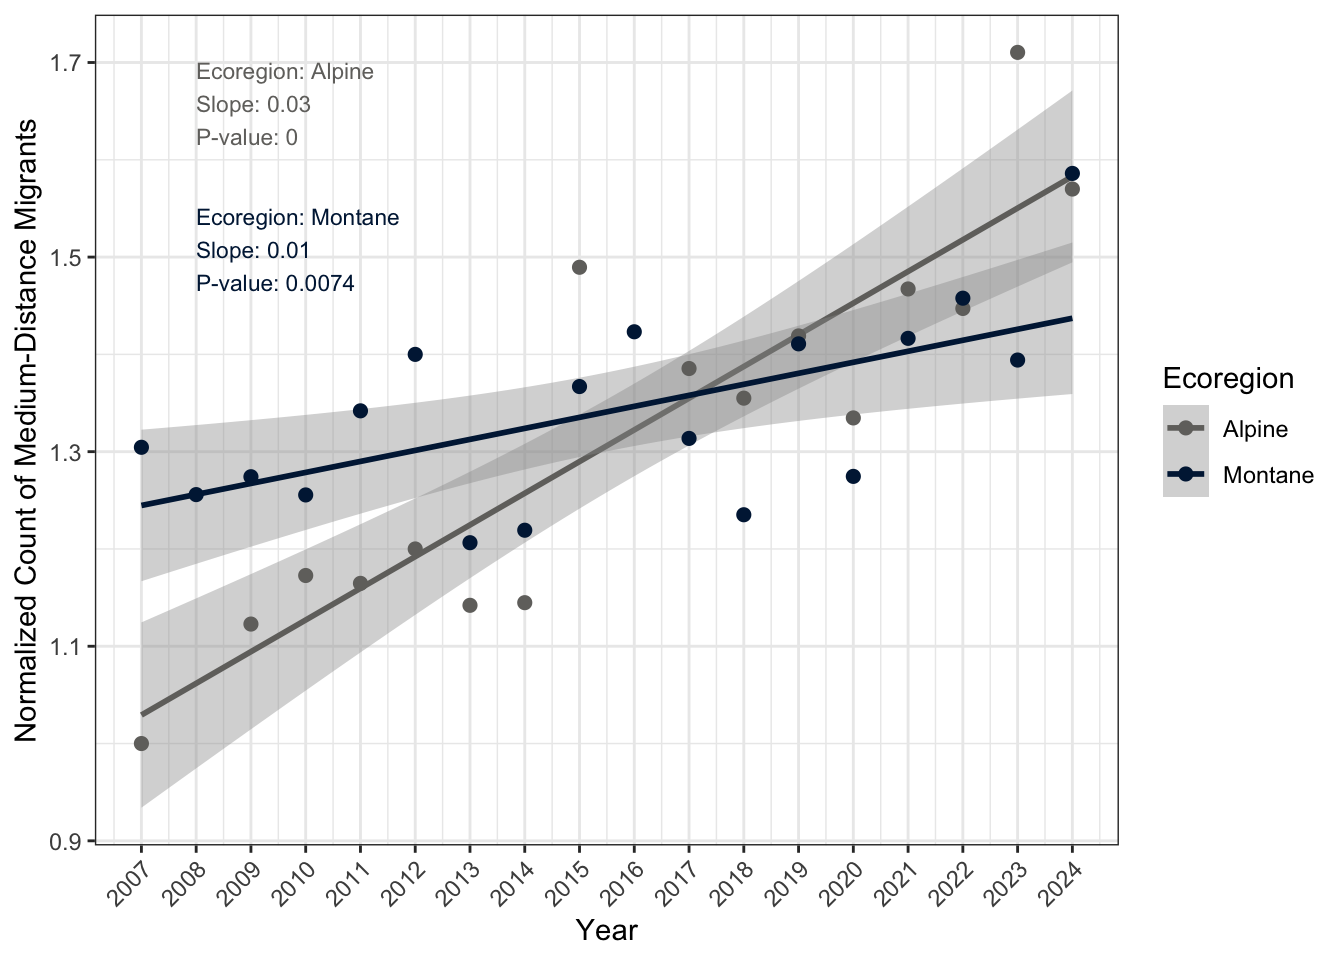 Normalized Count of Medium-Distance Migrants
1.7
1.5
1.3
1.1
0.9
Ecoregion: Alpine
Slope: 0.03
P-value: 0
Ecoregion: Montane
Slope: 0.01
P-value: 0.0074
2007
2008
2009
2010
2011
2012
2013
2014
2015
2016
2017
2018
2019
2020
2021
2022
2023
2024
Year
Ecoregion
Alpine
Montane